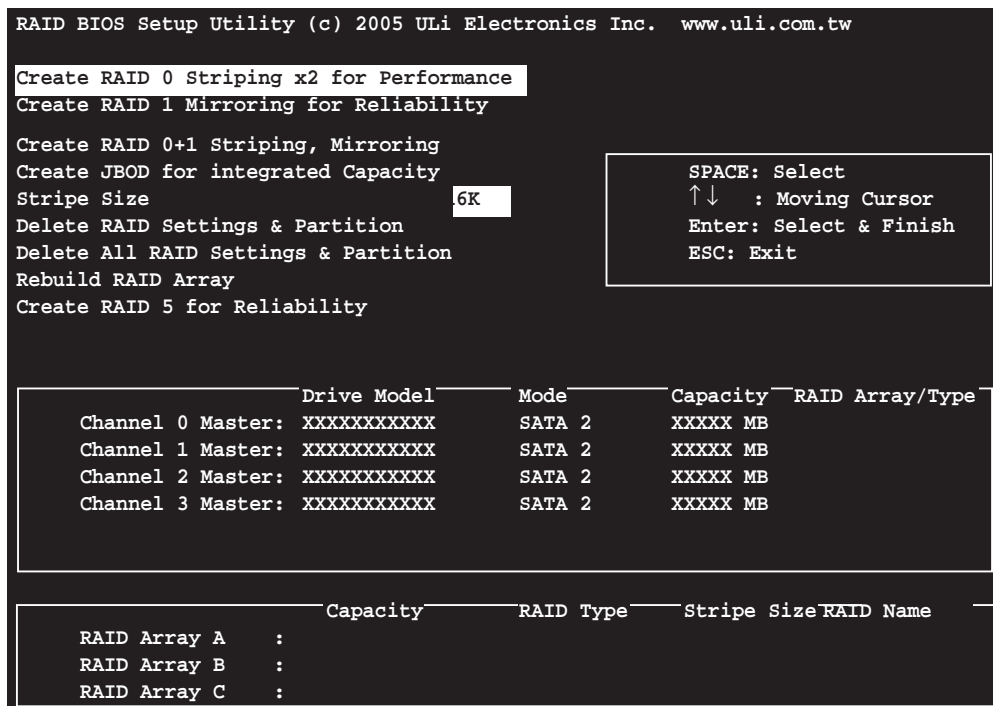 RAID BIOS Setup Utility (c) 2005 ULi Electronics Inc. www.uli.com.tw
Create RAID 0 Striping x2 for Performance
Create RAID 1 Mirroring for Reliability
Create RAID 0+1 Striping, Mirroring
Create JBOD for integrated Capacity
Stripe Size 6K
Delete RAID Settings & Partition
Delete All RAID Settings & Partition
Rebuild RAID Array
Create RAID 5 for Reliability
SPACE: Select
↑↓ : Moving Cursor
Enter: Select & Finish
ESC: Exit
Drive Model Mode Capacity RAID Array/Type
Channel 0 Master: XXXXXXXXXXX SATA 2 XXXXX MB
Channel 1 Master: XXXXXXXXXXX SATA 2 XXXXX MB
Channel 2 Master: XXXXXXXXXXX SATA 2 XXXXX MB
Channel 3 Master: XXXXXXXXXXX SATA 2 XXXXX MB
Capacity RAID Type Stripe Size RAID Name
RAID Array A :
RAID Array B :
RAID Array C :